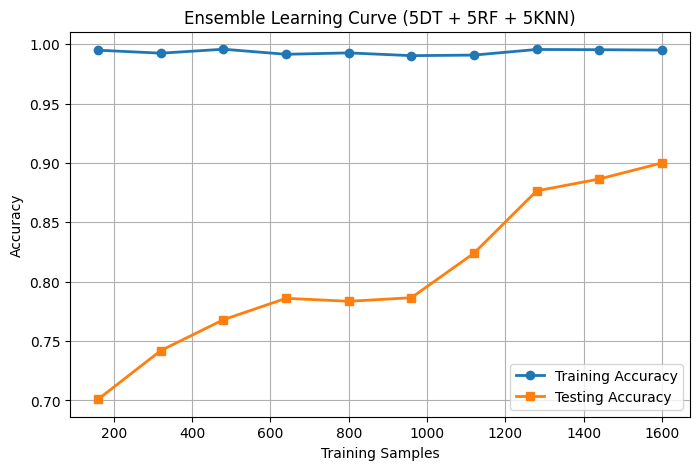 Ensemble Learning Curve (5DT + 5RF + 5KNN)
Accuracy
1.00
0.95
0.90
0.85
0.80
0.75
0.70
200 400 600 800 1000 1200 1400 1600
Training Samples
Training Accuracy
Testing Accuracy